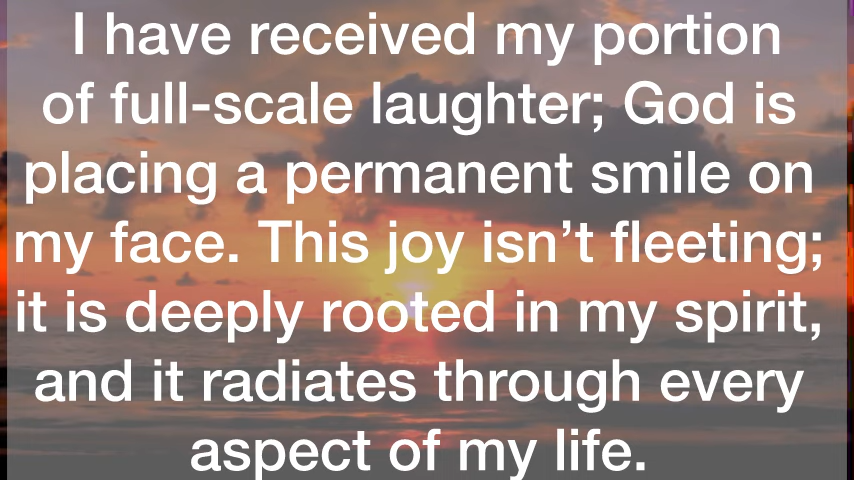 I have received my portion
of full-scale laughter; God is
placing a permanent smile on
my face. This joy isn’t fleeting;
it is deeply rooted in my spirit,
and it radiates through every
aspect of my life.